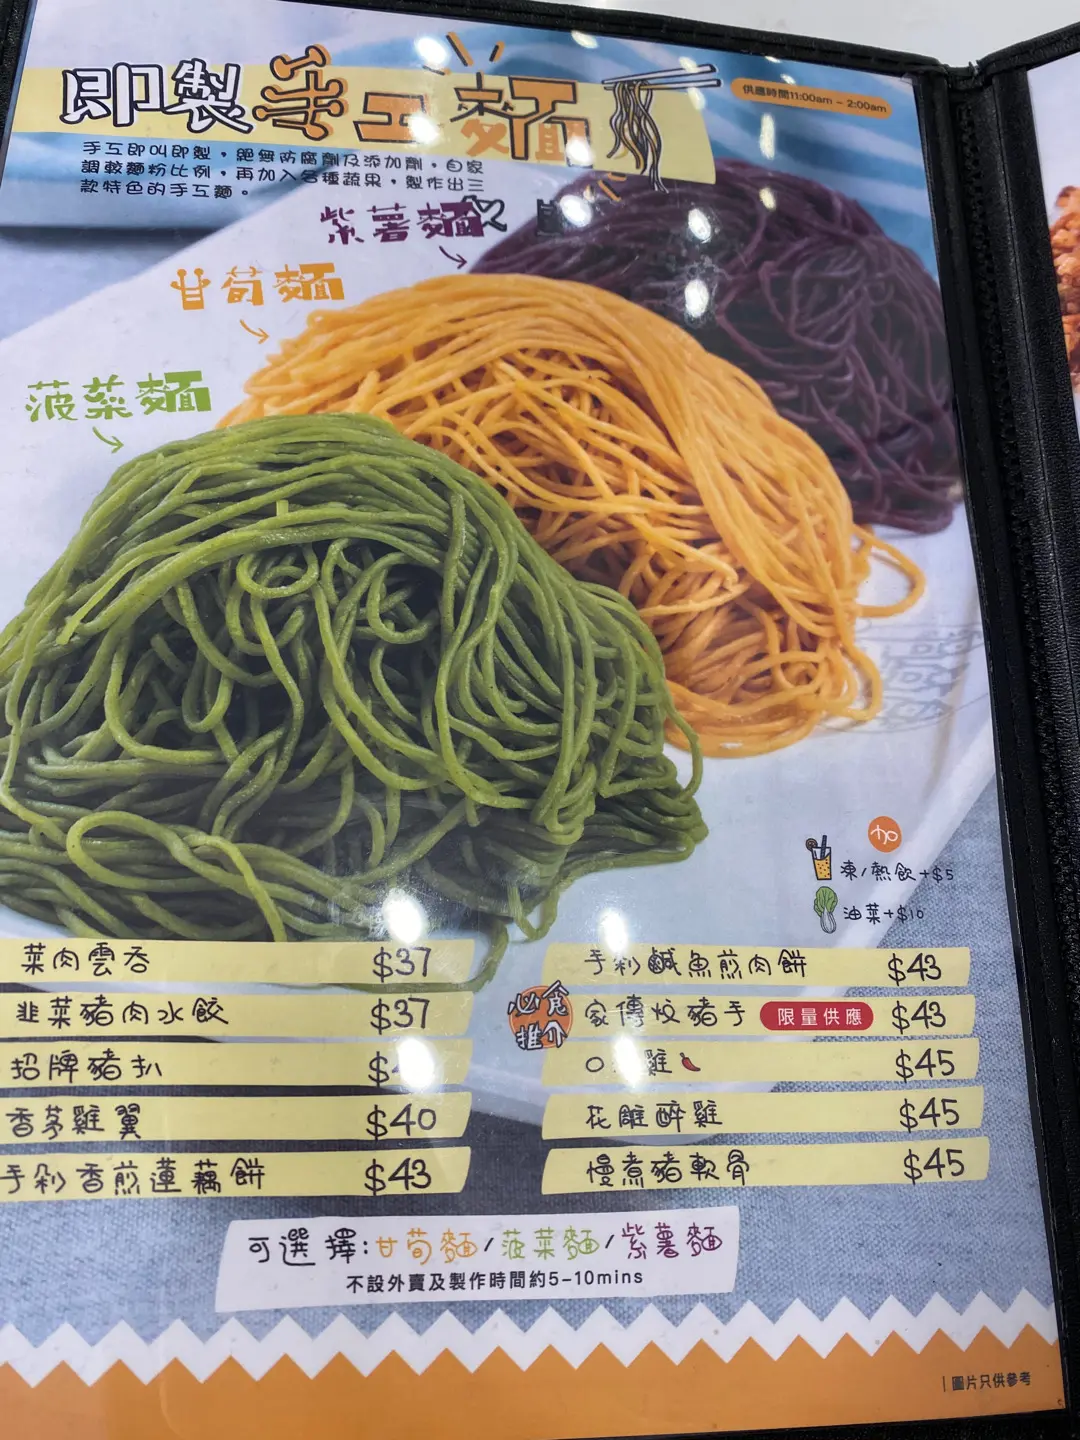 即製手工麵
供應時間11:00am – 2:00am
手工即叫即製，絕無防腐劑及添加劑，自家
調較麵粉比例，再加入各種蔬果，製作出三
款特色的手工麵。
紫薯麵
甘荀麵
菠菜麵
加
凍/熱飲+$5
油菜+$10
菜肉雲吞 $37
韭菜豬肉水餃 $37
招牌豬扒
香茅雞翼 $40
手剁香煎蓮藕餅 $43
手剁鹹魚煎肉餅 $43
必食
推介
家傳炆豬手 限量供應 $43
雞 $45
花雕醉雞 $45
慢煮豬軟骨 $45
可選擇:甘荀麵/菠菜麵/紫薯麵
不設外賣及製作時間約5-10mins
圖片只供參考